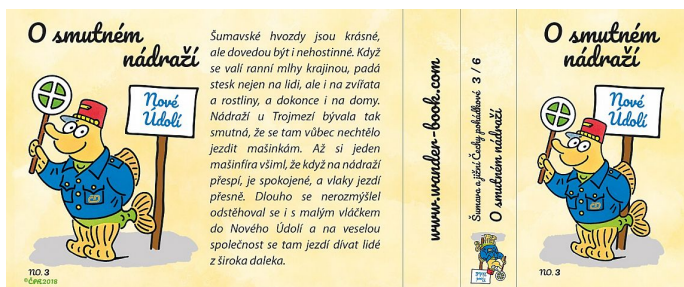 O smutném
nádraží
Nové
Údolí
no. 3
©ČPR 2018
Šumavské hvozdy jsou krásné,
ale dovedou být i nehostinné. Když
se valí ranní mlhy krajinou, padá
stesk nejen na lidi, ale i na zvířata
a rostliny, a dokonce i na domy.
Nádraží u Trojmezí bývala tak
smutná, že se tam vůbec nechtělo
jezdit mašinkám. Až si jeden
mašinfíra všiml, že když na nádraží
přespí, je spokojené, a vlaky jezdí
přesně. Dlouho se nerozmýšlel
odstěhoval se i s malým vláčkem
do Nového Údolí a na veselou
společnost se tam jezdí dívat lidé
z široka daleka.
www.wander-book.com
Šumava a jižní Čechy pohádkové 3 / 6
O smutném nádraží
Nové
Údolí
O smutném
nádraží
Nové
Údolí
no. 3